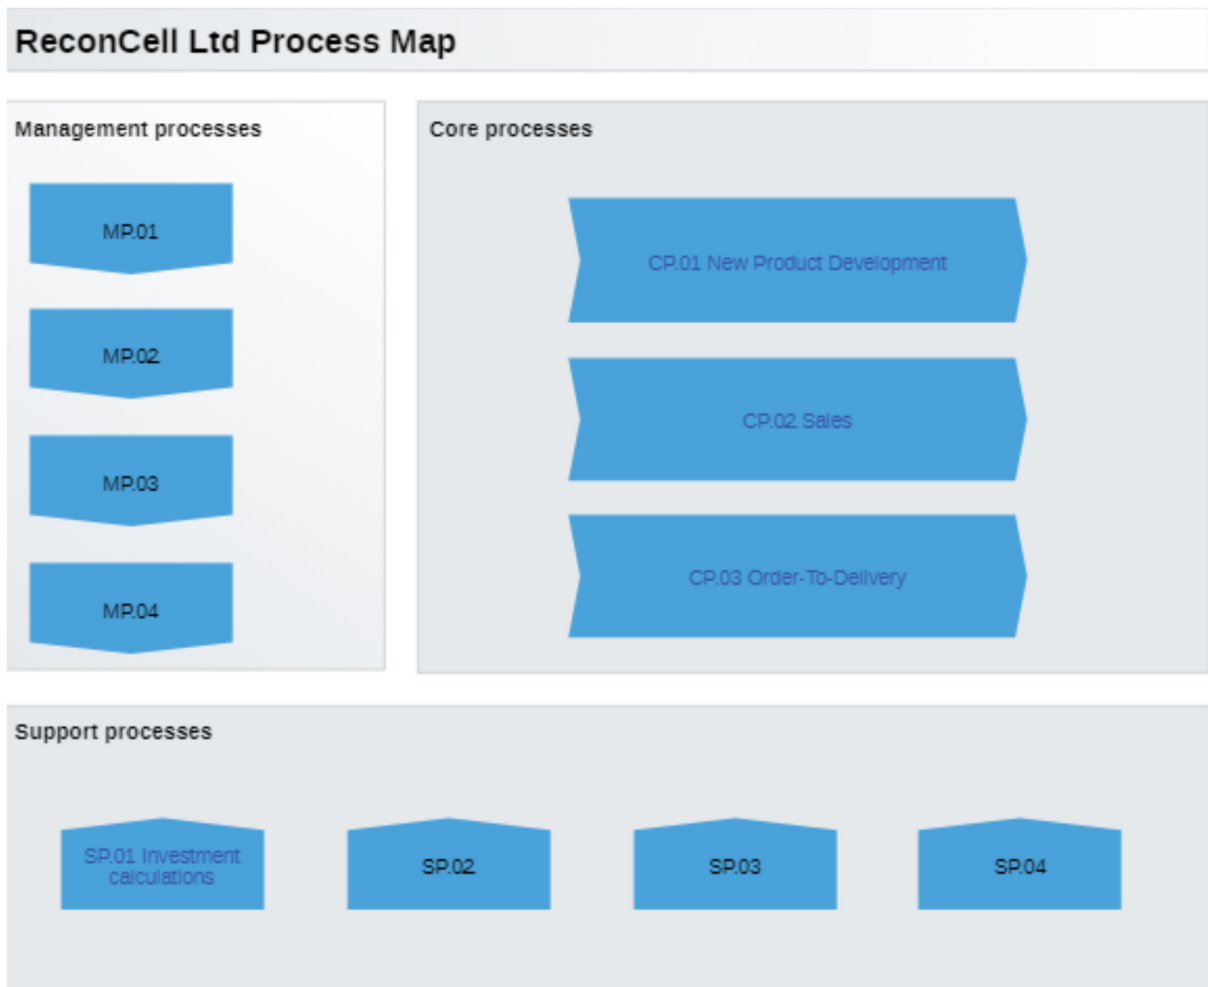 ReconCell Ltd Process Map
Management processes
MP.01
MP.02
MP.03
MP.04
Core processes
CP.01 New Product Development
CP.02 Sales
CP.03 Order-To-Delivery
Support processes
SP.01 Investment
calculations
SP.02
SP.03
SP.04